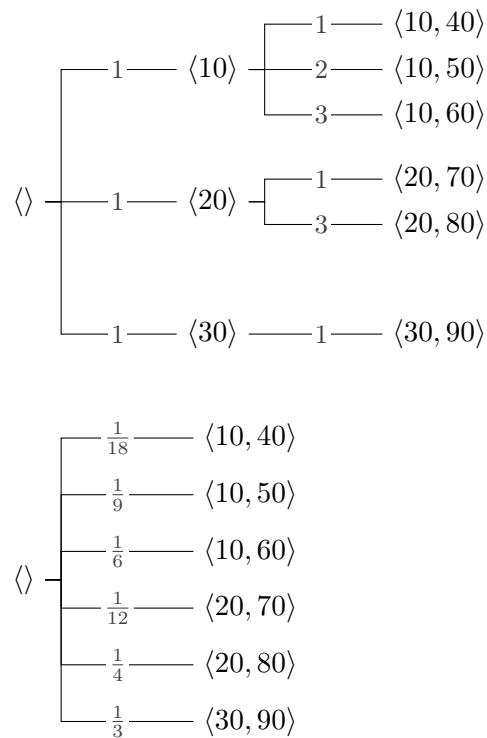 1 ⟨10, 40⟩
⟨⟩ 1 ⟨10⟩ 2 ⟨10, 50⟩
3 ⟨10, 60⟩
1 ⟨20, 70⟩
1 ⟨20⟩
3 ⟨20, 80⟩
1 ⟨30⟩ 1 ⟨30, 90⟩
1/18 ⟨10, 40⟩
1/9 ⟨10, 50⟩
1/6 ⟨10, 60⟩
⟨⟩
1/12 ⟨20, 70⟩
1/4 ⟨20, 80⟩
1/3 ⟨30, 90⟩